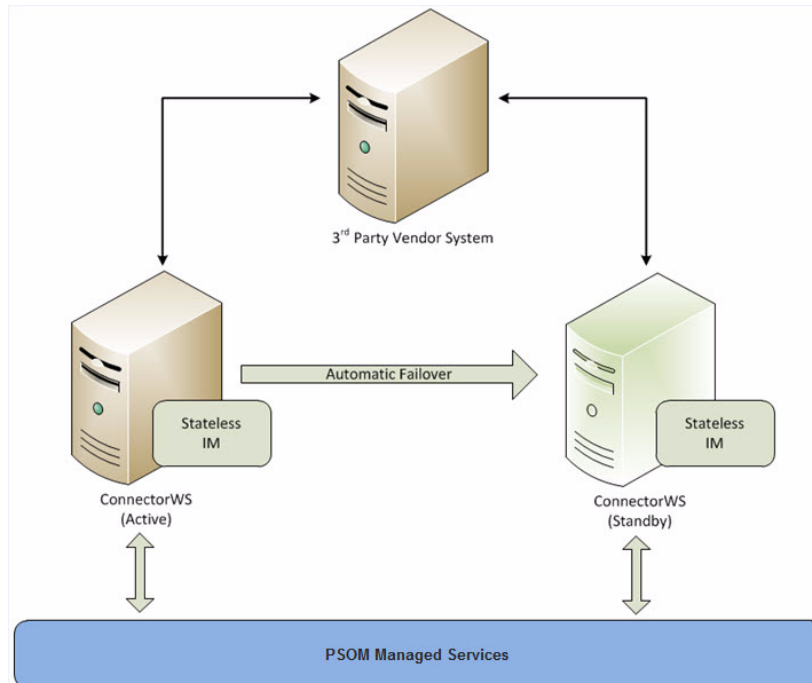 3rd Party Vendor System
Automatic Failover
Stateless
IM
Stateless
IM
ConnectorWS
(Active)
ConnectorWS
(Standby)
PSOM Managed Services